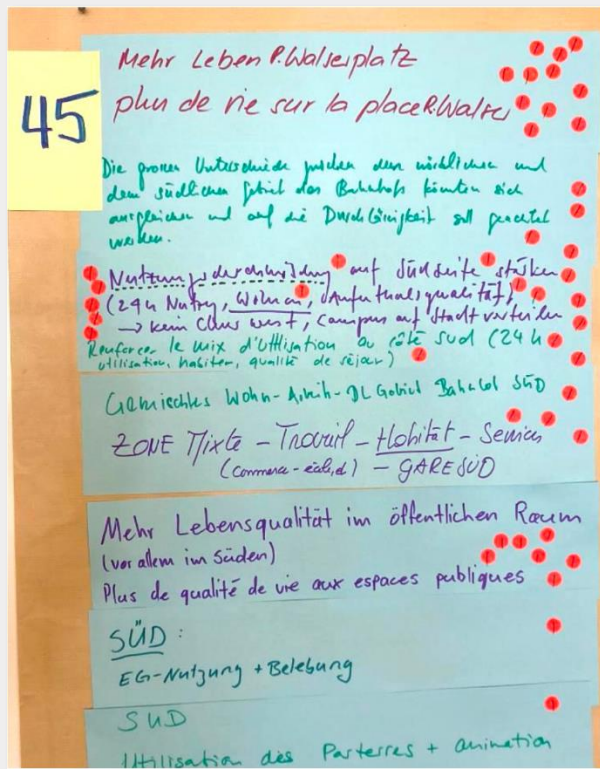 45
Mehr Leben R.Walserplatz
plus de vie sur la place R.Walser
Die grossen Unterschiede zwischen dem nördlichen und
dem südlichen Gebiet des Bahnhofs könnten sich
ausgleichen und auf die Durchlässigkeit soll geachtet
werden.
Nutzungsdurchmischung auf Südseite stärken
(24h Nutzung, Wohnen, Aufenthaltsqualität)
→ kein West, Campus auf Stadt verteilen
Renforcer le mix d'utilisation au côté sud (24h
utilisation, habiter, qualité de séjour)
Gemischtes Wohn-Arbeit-DL Gebiet Bahnhof SÜD
ZONE Mixte - Travail - Habitat - Services
(Commerce - ) - GARE SÜD
Mehr Lebensqualität im öffentlichen Raum
(vor allem im Süden)
Plus de qualité de vie aux espaces publiques
SÜD:
EG-Nutzung + Belebung
SUD
Utilisation des Parterres + animation